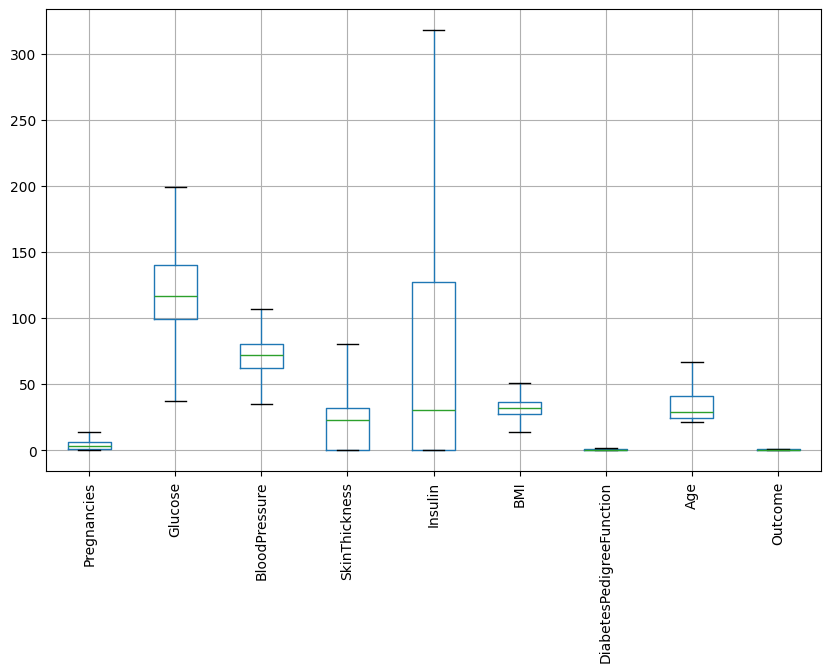 300
250
200
150
100
50
0
Pregnancies
Glucose
BloodPressure
SkinThickness
Insulin
BMI
DiabetesPedigreeFunction
Age
Outcome